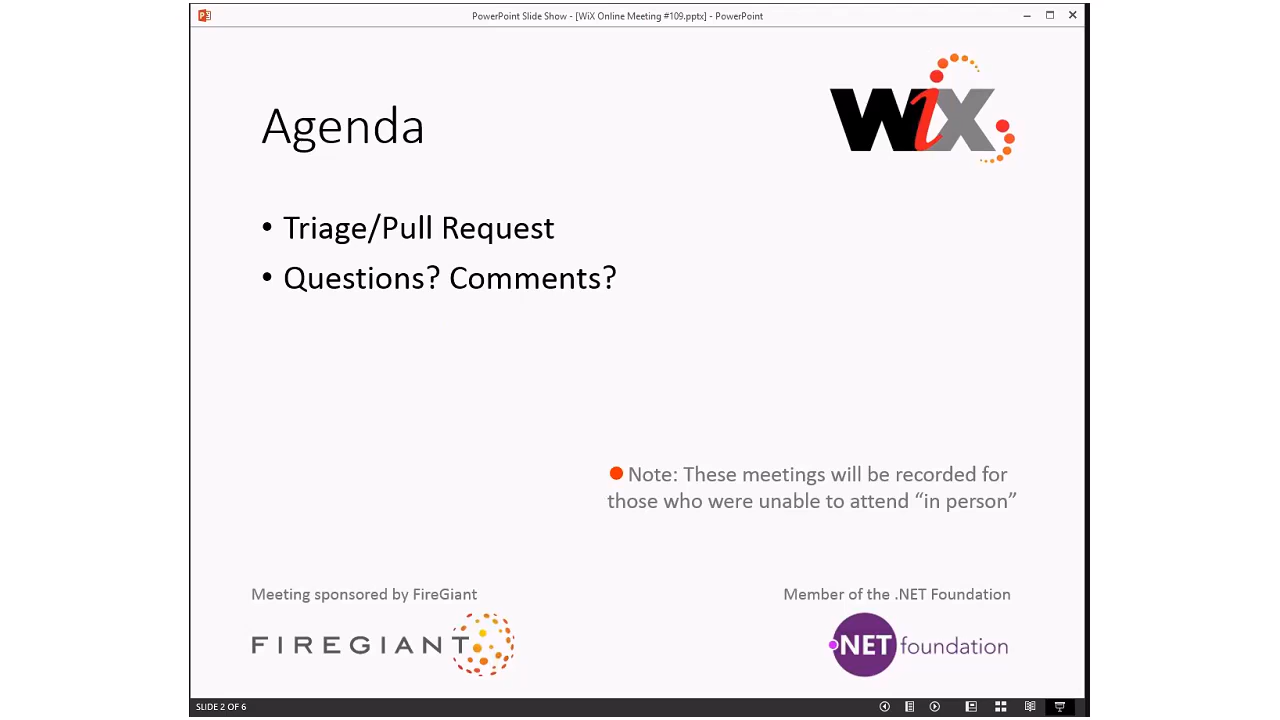 PowerPoint Slide Show - [WiX Online Meeting #109.pptx] - PowerPoint
WiX
Agenda
• Triage/Pull Request
• Questions? Comments?
Note: These meetings will be recorded for
those who were unable to attend “in person”
Meeting sponsored by FireGiant
FIREGIANT
Member of the .NET Foundation
.NET foundation
SLIDE 2 OF 6